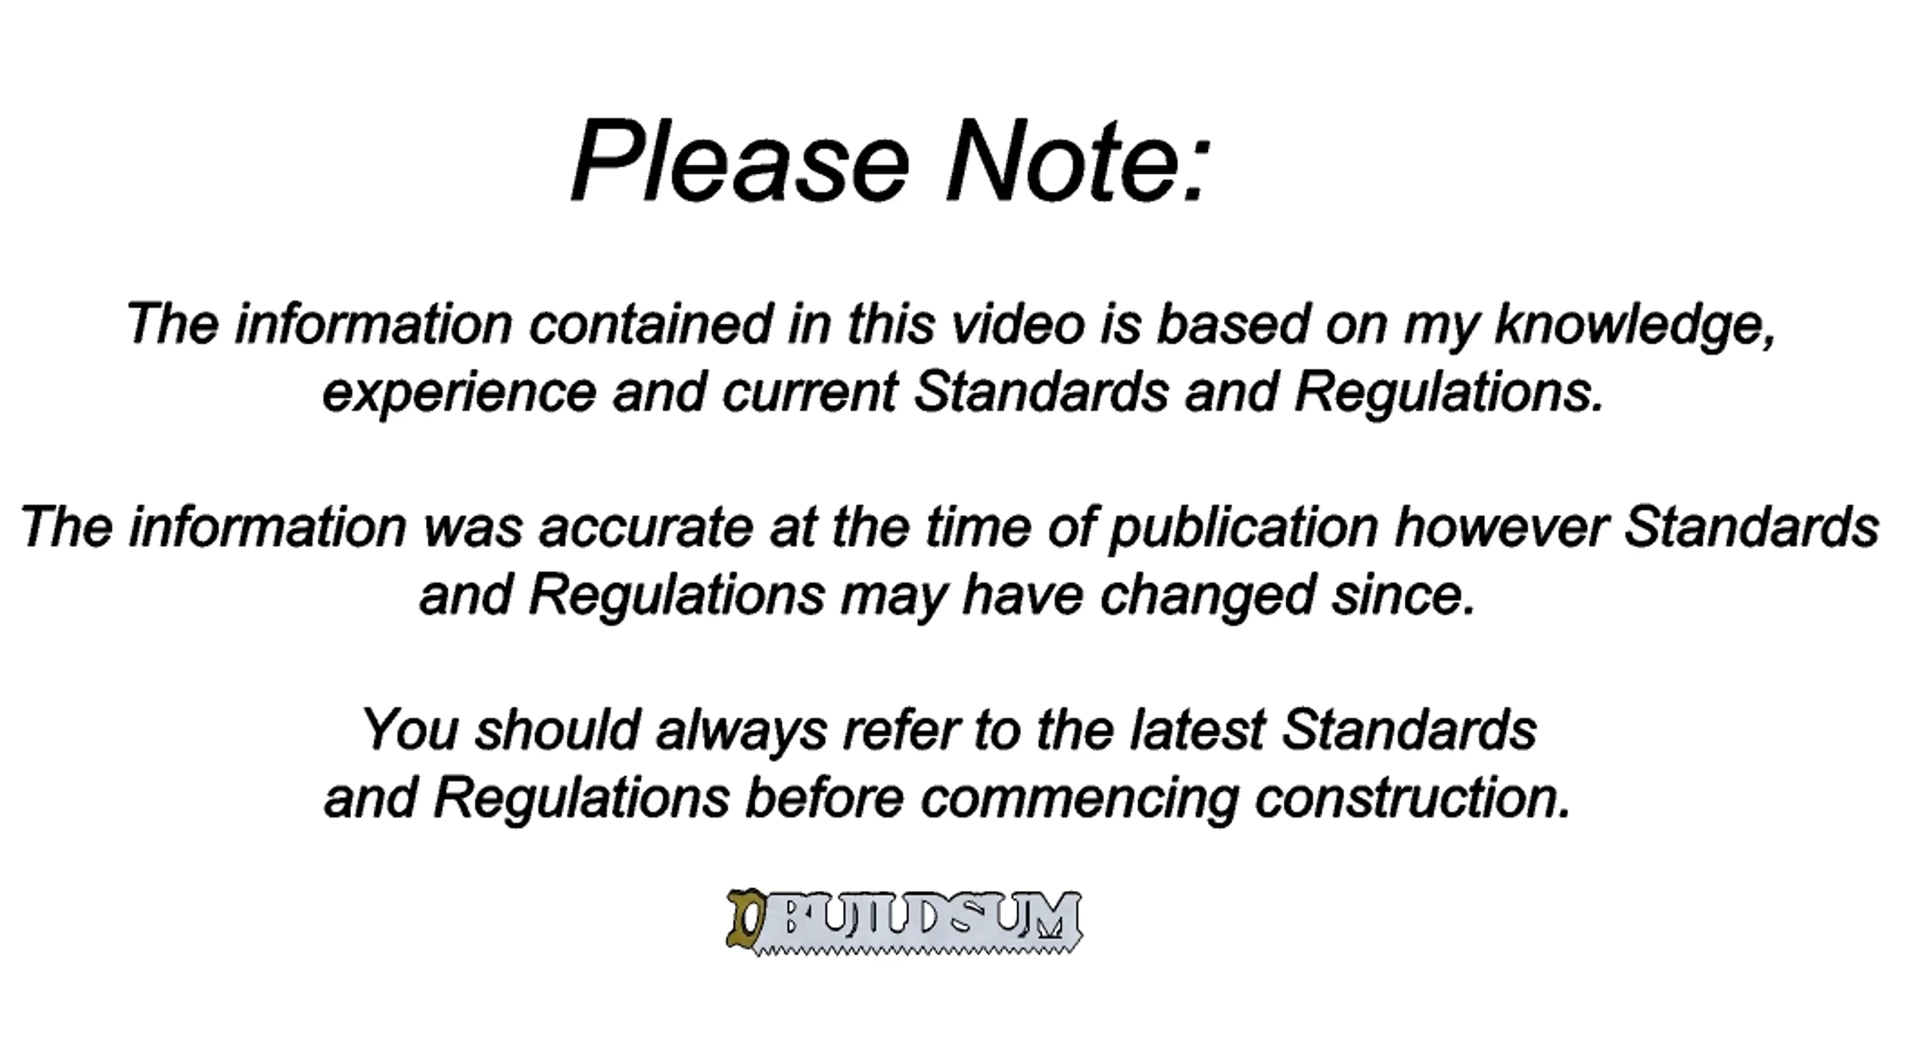 Please Note:
The information contained in this video is based on my knowledge,
experience and current Standards and Regulations.
The information was accurate at the time of publication however Standards
and Regulations may have changed since.
You should always refer to the latest Standards
and Regulations before commencing construction.
BUILDSUM